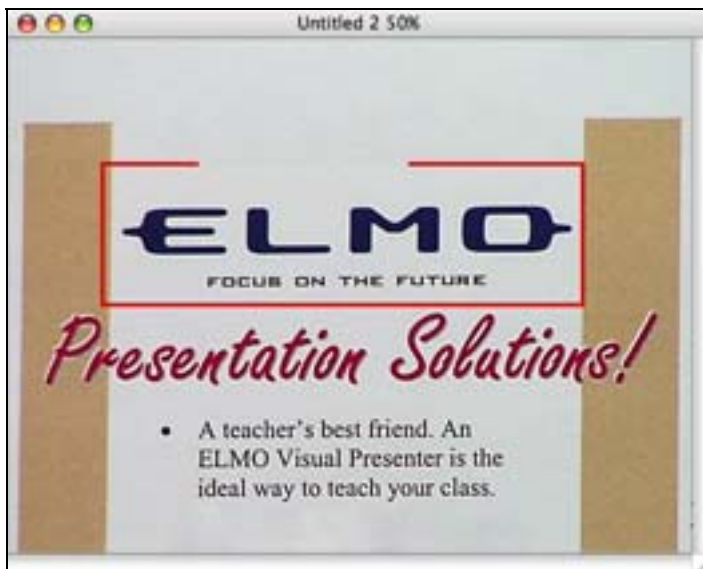 Untitled 2 50%
ELMO
FOCUS ON THE FUTURE
Presentation Solutions!
• A teacher's best friend. An
ELMO Visual Presenter is the
ideal way to teach your class.